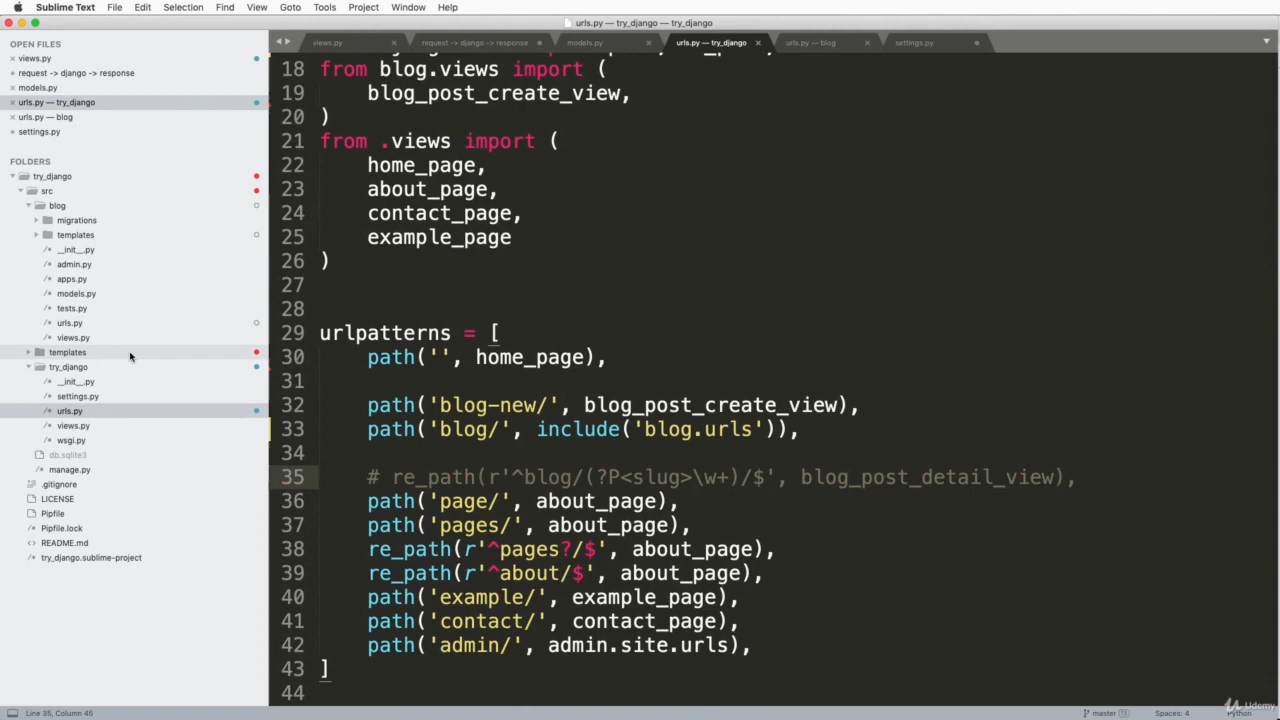 Sublime Text File Edit Selection Find View Goto Tools Project Window Help
urls.py — try_django — try_django
OPEN FILES
views.py
request -> django -> response
models.py
urls.py — try_django
urls.py — blog
settings.py
FOLDERS
try_django
src
blog
migrations
templates
__init__.py
admin.py
apps.py
models.py
tests.py
urls.py
views.py
templates
try_django
__init__.py
settings.py
urls.py
views.py
wsgi.py
db.sqlite3
manage.py
.gitignore
LICENSE
Pipfile
Pipfile.lock
README.md
try_django.sublime-project
views.py request -> django -> response models.py urls.py — try_django urls.py — blog settings.py
18 from blog.views import (
19 blog_post_create_view,
20 )
21 from .views import (
22 home_page,
23 about_page,
24 contact_page,
25 example_page
26 )
27
28
29 urlpatterns = [
30 path('', home_page),
31
32 path('blog-new/', blog_post_create_view),
33 path('blog/', include('blog.urls')),
34
35 # re_path(r'^blog/(?P<slug>\w+)/$', blog_post_detail_view),
36 path('page/', about_page),
37 path('pages/', about_page),
38 re_path(r'^pages?/$', about_page),
39 re_path(r'^about/$', about_page),
40 path('example/', example_page),
41 path('contact/', contact_page),
42 path('admin/', admin.site.urls),
43 ]
44
Udemy
Line 35, Column 45 master 13 Spaces: 4 Python